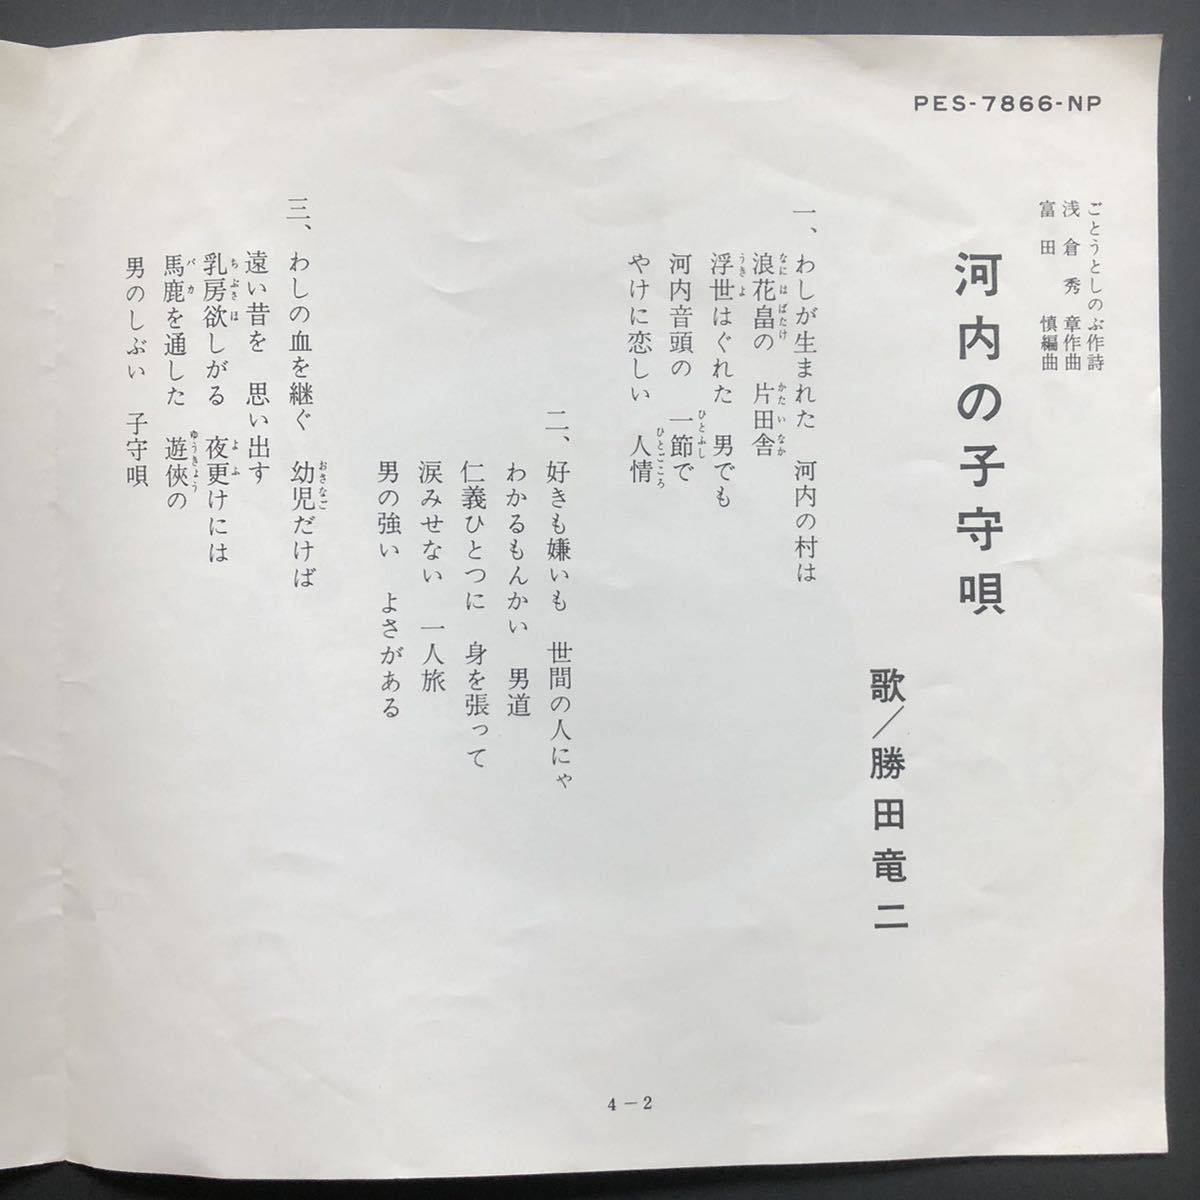 PES-7866-NP
ごとうとしのぶ作詩
浅倉秀章作曲
富田慎編曲
河内の子守唄
歌/勝田竜二
一、わしが生まれた 河内の村は
浪花畠の 片田舎
浮世はぐれた 男でも
河内音頭の 一節で
やけに恋しい 人情
二、好きも嫌いも 世間の人にゃ
わかるもんかい 男道
仁義ひとつに 身を張って
涙みせない 一人旅
男の強い よさがある
三、わしの血を継ぐ 幼児だけば
遠い昔を 思い出す
乳房欲しがる 夜更けには
馬鹿を通した 遊俠の
男のしぶい 子守唄
4-2